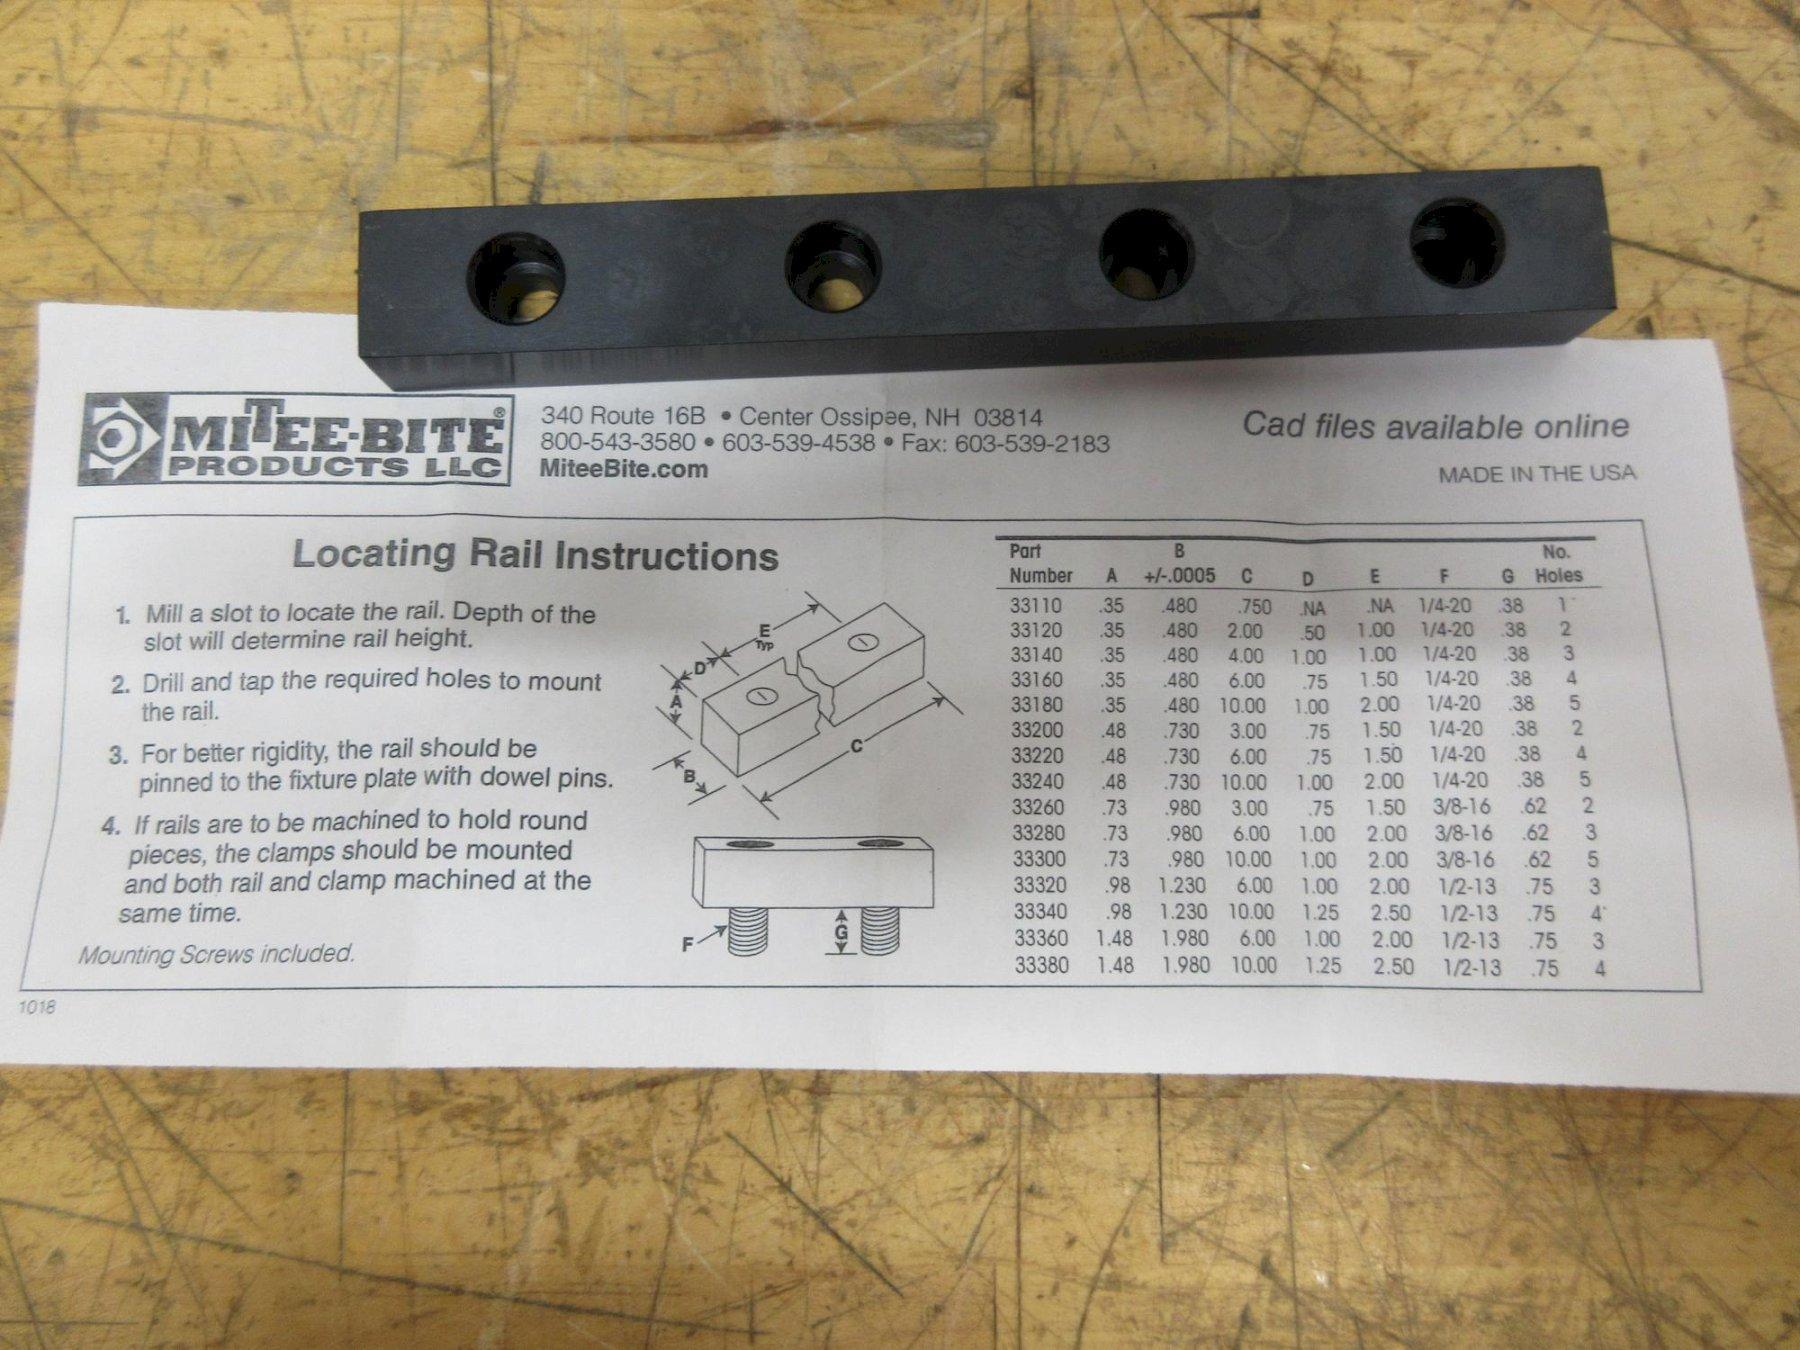 MITEE-BITE®
PRODUCTS LLC
340 Route 16B • Center Ossipee, NH 03814
800-543-3580 • 603-539-4538 • Fax: 603-539-2183
MiteeBite.com
Cad files available online
MADE IN THE USA
Locating Rail Instructions
1. Mill a slot to locate the rail. Depth of the
slot will determine rail height.
2. Drill and tap the required holes to mount
the rail.
3. For better rigidity, the rail should be
pinned to the fixture plate with dowel pins.
4. If rails are to be machined to hold round
pieces, the clamps should be mounted
and both rail and clamp machined at the
same time.
Mounting Screws included.
1018
E
Typ
D
A
B
C
F
G
Part B No.
Number A +/-.0005 C D E F G Holes
33110 .35 .480 .750 .NA .NA 1/4-20 .38 1
33120 .35 .480 2.00 .50 1.00 1/4-20 .38 2
33140 .35 .480 4.00 1.00 1.00 1/4-20 .38 3
33160 .35 .480 6.00 .75 1.50 1/4-20 .38 4
33180 .35 .480 10.00 1.00 2.00 1/4-20 .38 5
33200 .48 .730 3.00 .75 1.50 1/4-20 .38 2
33220 .48 .730 6.00 .75 1.50 1/4-20 .38 4
33240 .48 .730 10.00 1.00 2.00 1/4-20 .38 5
33260 .73 .980 3.00 .75 1.50 3/8-16 .62 2
33280 .73 .980 6.00 1.00 2.00 3/8-16 .62 3
33300 .73 .980 10.00 1.00 2.00 3/8-16 .62 5
33320 .98 1.230 6.00 1.00 2.00 1/2-13 .75 3
33340 .98 1.230 10.00 1.25 2.50 1/2-13 .75 4
33360 1.48 1.980 6.00 1.00 2.00 1/2-13 .75 3
33380 1.48 1.980 10.00 1.25 2.50 1/2-13 .75 4